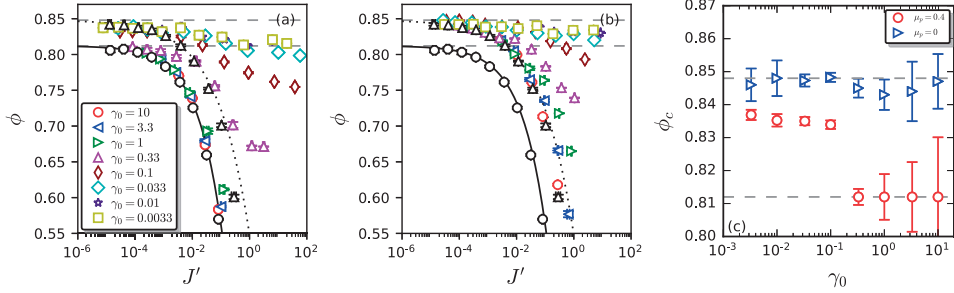 (a)
0.85
0.80
0.75
0.70
0.65
0.60
0.55
ϕ
γ₀ = 10
γ₀ = 3.3
γ₀ = 1
γ₀ = 0.33
γ₀ = 0.1
γ₀ = 0.033
γ₀ = 0.01
γ₀ = 0.0033
10⁻⁶ 10⁻⁴ 10⁻² 10⁰ 10²
J′
(b)
0.85
0.80
0.75
0.70
0.65
0.60
0.55
ϕ
10⁻⁶ 10⁻⁴ 10⁻² 10⁰ 10²
J′
0.87
0.86
0.85
0.84
0.83
0.82
0.81
0.80
ϕc
μp = 0.4
μp = 0
(c)
10⁻³ 10⁻² 10⁻¹ 10⁰ 10¹
γ₀